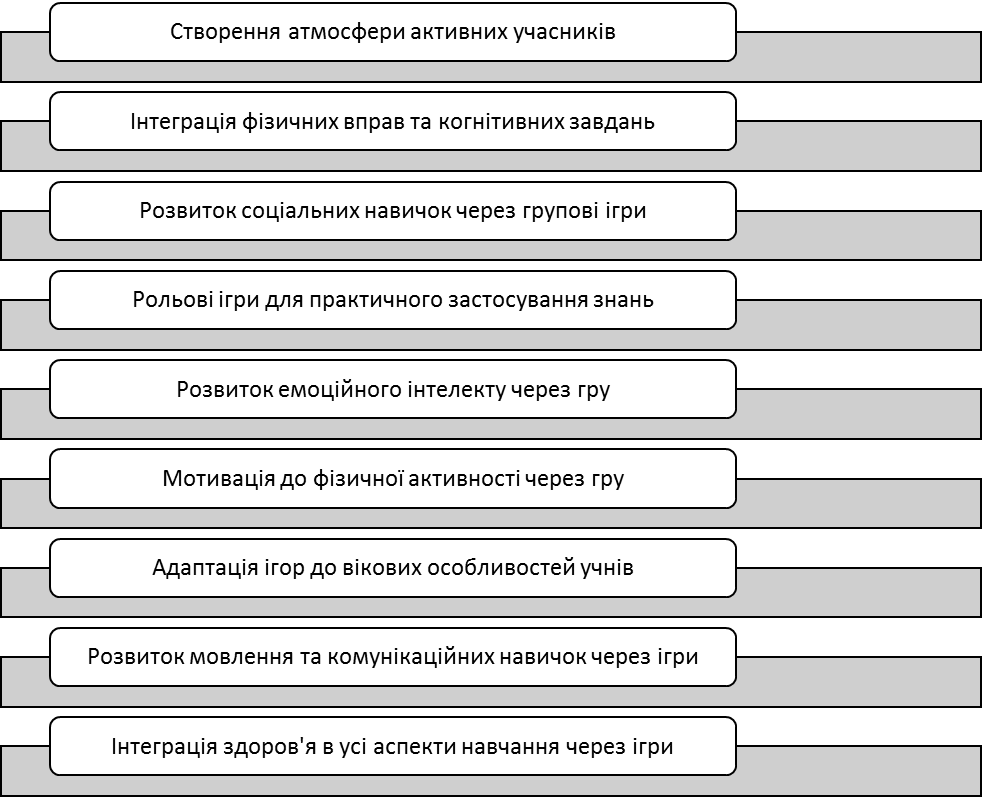 Створення атмосфери активних учасників
Інтеграція фізичних вправ та когнітивних завдань
Розвиток соціальних навичок через групові ігри
Рольові ігри для практичного застосування знань
Розвиток емоційного інтелекту через гру
Мотивація до фізичної активності через гру
Адаптація ігор до вікових особливостей учнів
Розвиток мовлення та комунікаційних навичок через ігри
Інтеграція здоров'я в усі аспекти навчання через ігри